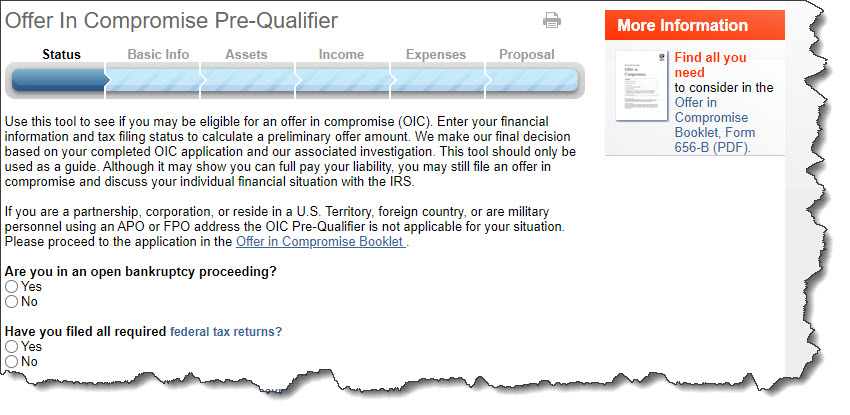 Offer In Compromise Pre-Qualifier
Status
Basic Info
Assets
Income
Expenses
Proposal
Use this tool to see if you may be eligible for an offer in compromise (OIC). Enter your financial
information and tax filing status to calculate a preliminary offer amount. We make our final decision
based on your completed OIC application and our associated investigation. This tool should only be
used as a guide. Although it may show you can full pay your liability, you may still file an offer in
compromise and discuss your individual financial situation with the IRS.
If you are a partnership, corporation, or reside in a U.S. Territory, foreign country, or are military
personnel using an APO or FPO address the OIC Pre-Qualifier is not applicable for your situation.
Please proceed to the application in the Offer in Compromise Booklet .
Are you in an open bankruptcy proceeding?
Yes
No
Have you filed all required federal tax returns?
Yes
No
More Information
Offer in
Compromise
Find all you
need
to consider in the
Offer in
Compromise
Booklet, Form
656-B (PDF).